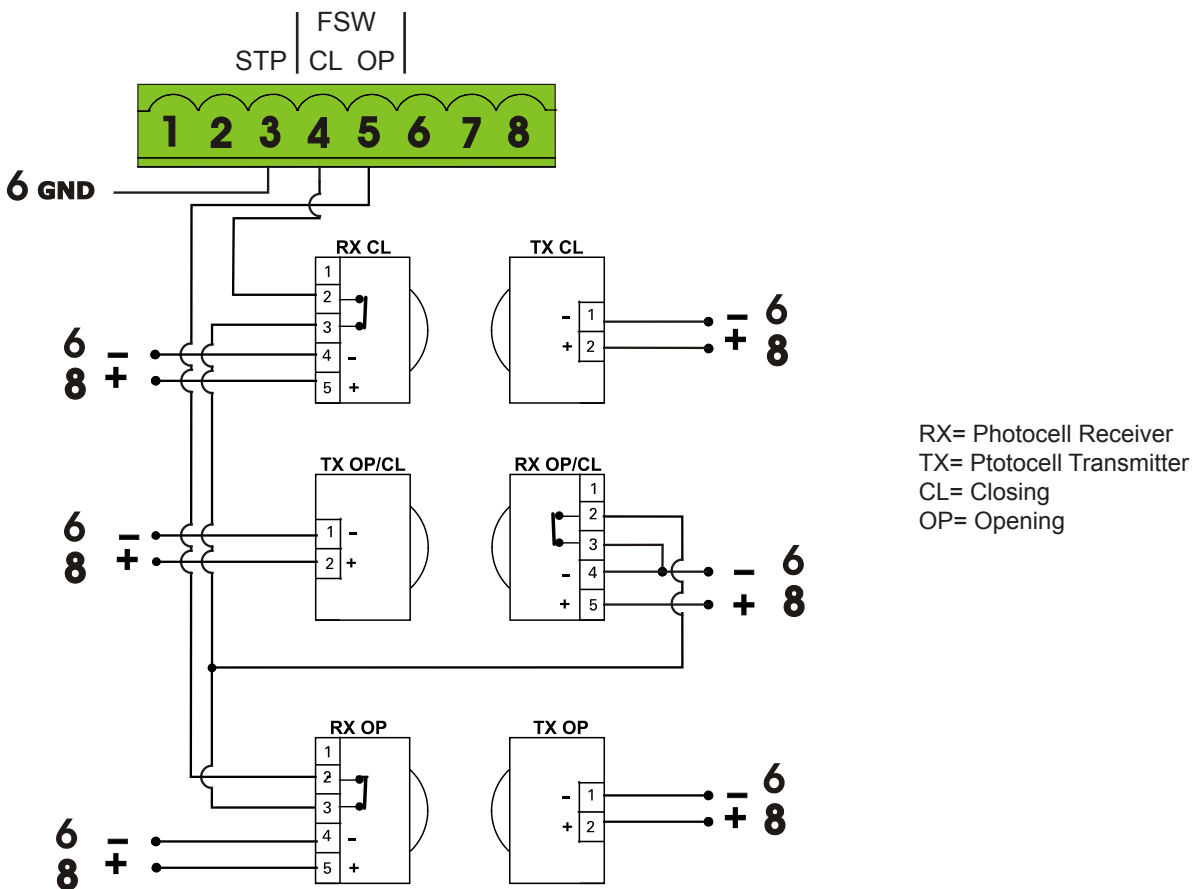 FSW
STP CL OP
1 2 3 4 5 6 7 8
6 GND
RX CL
1
2
3
4 -
5 +
6 -
8 +
TX CL
- 1
+ 2
- 6
+ 8
TX OP/CL
1 -
2 +
6 -
8 +
RX OP/CL
1
2
3
- 4
+ 5
- 6
+ 8
RX= Photocell Receiver
TX= Ptotocell Transmitter
CL= Closing
OP= Opening
RX OP
1
2
3
4 -
5 +
6 -
8 +
TX OP
- 1
+ 2
- 6
+ 8